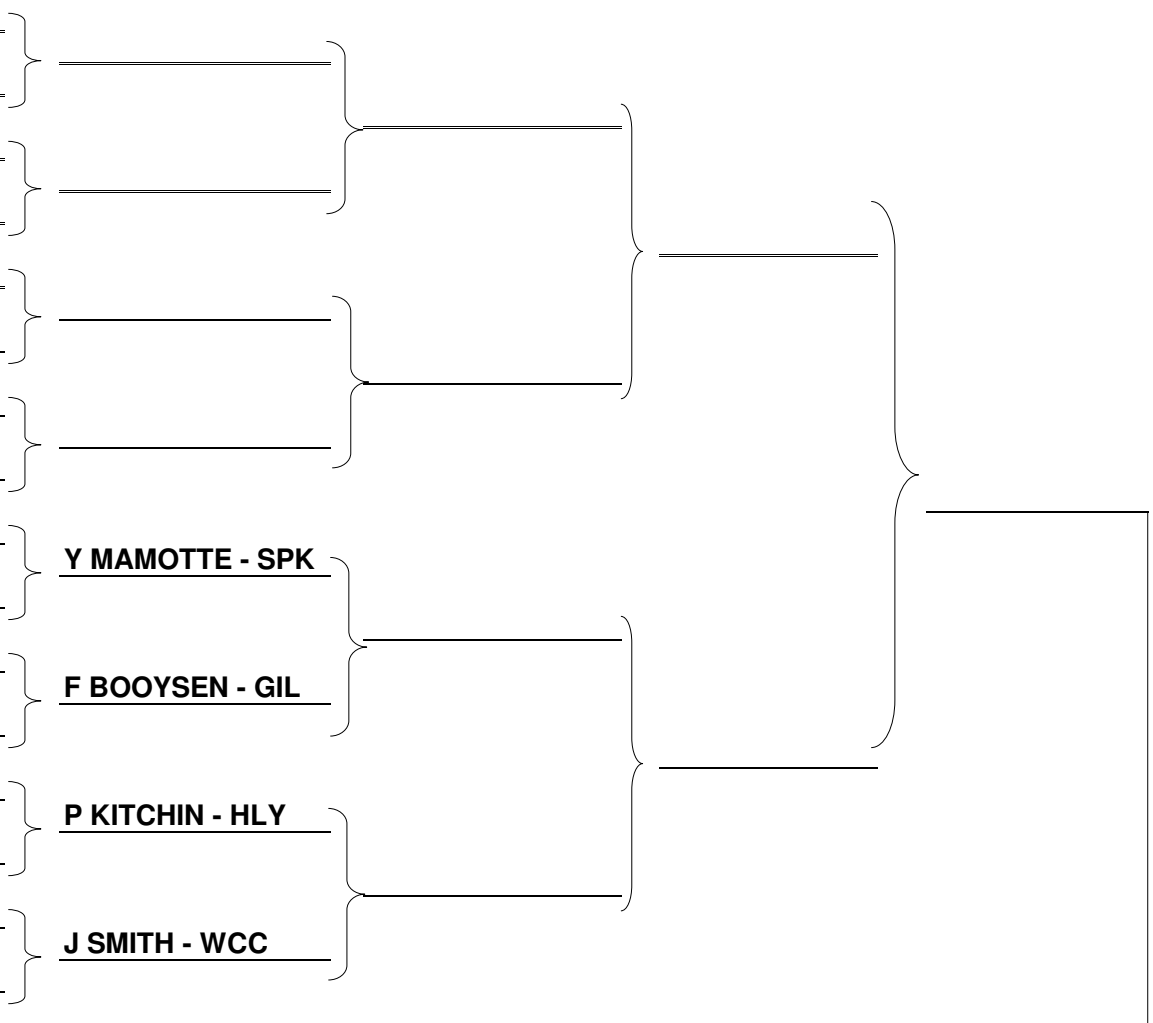 Y MAMOTTE - SPK
F BOOYSEN - GIL
P KITCHIN - HLY
J SMITH - WCC